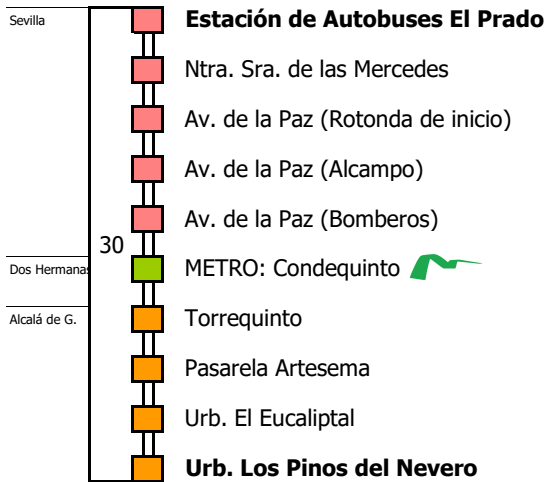 Sevilla
Estación de Autobuses El Prado
Ntra. Sra. de las Mercedes
Av. de la Paz (Rotonda de inicio)
Av. de la Paz (Alcampo)
Av. de la Paz (Bomberos)
30
Dos Hermanas
METRO: Condequinto
Alcalá de G.
Torrequinto
Pasarela Artesema
Urb. El Eucaliptal
Urb. Los Pinos del Nevero